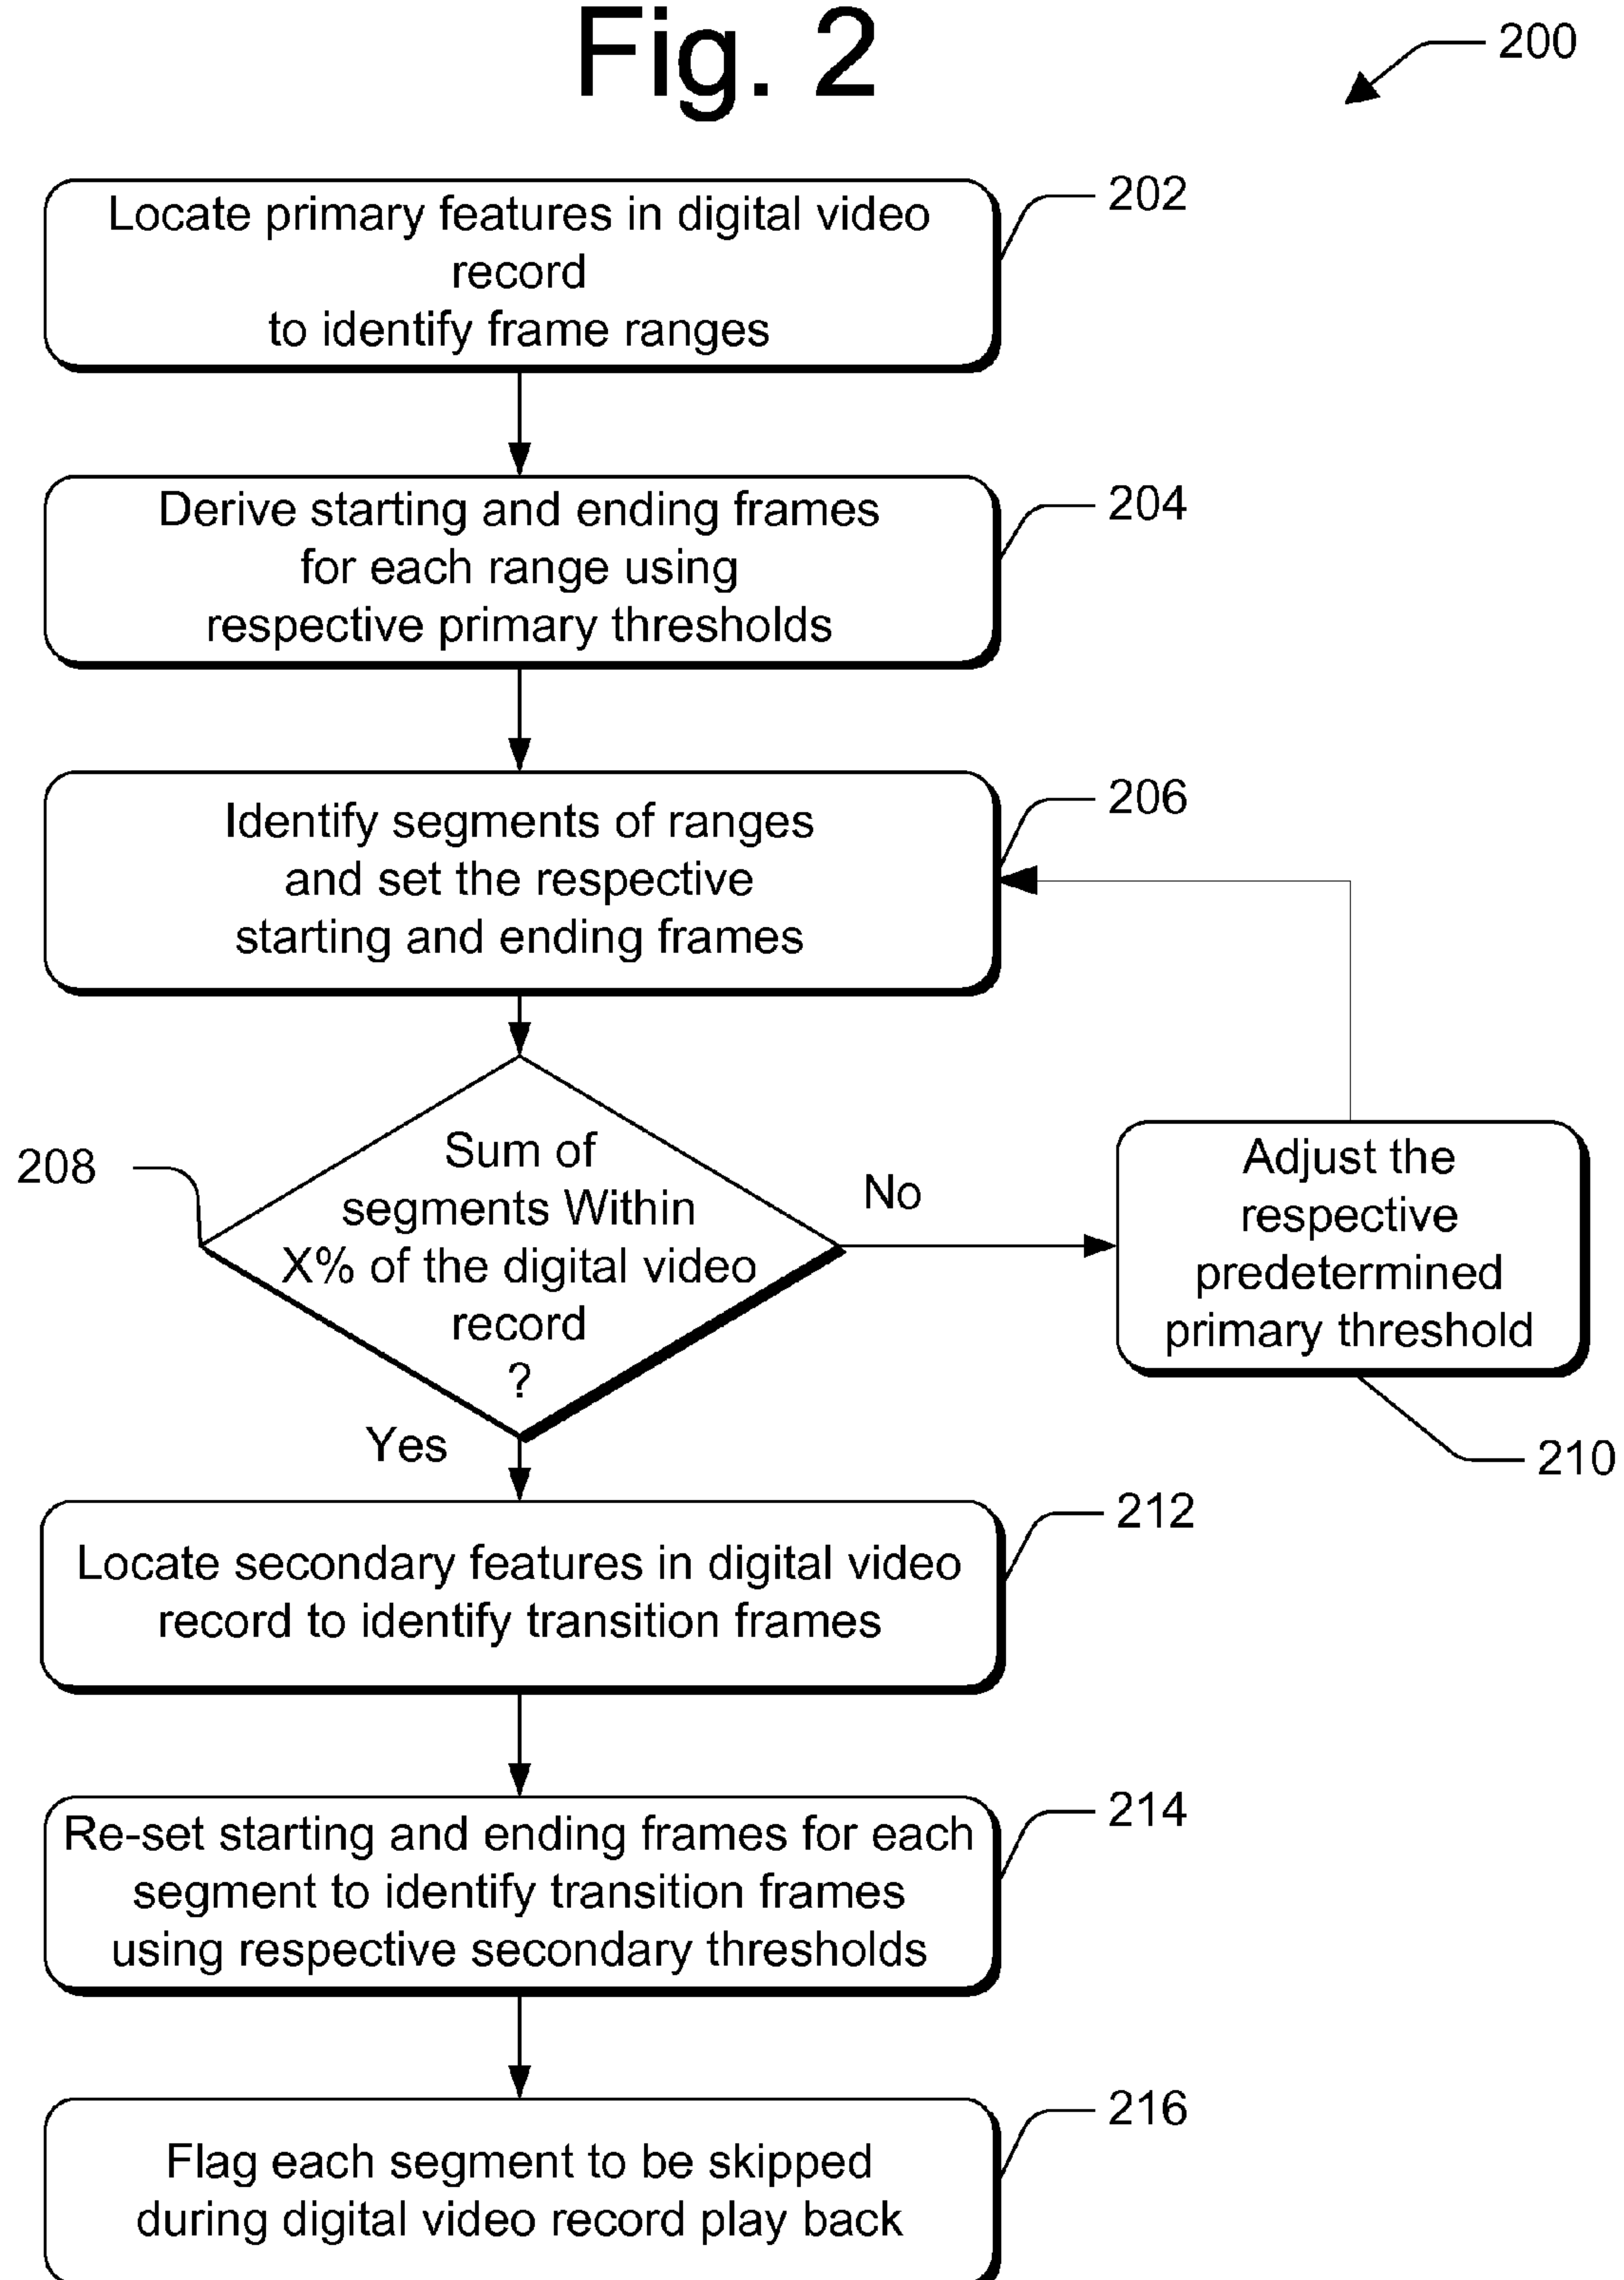 Fig. 2
200
Locate primary features in digital video
record
to identify frame ranges
202
Derive starting and ending frames
for each range using
respective primary thresholds
204
Identify segments of ranges
and set the respective
starting and ending frames
206
208
Sum of
segments Within
X% of the digital video
record
?
No
Yes
Adjust the
respective
predetermined
primary threshold
210
Locate secondary features in digital video
record to identify transition frames
212
Re-set starting and ending frames for each
segment to identify transition frames
using respective secondary thresholds
214
Flag each segment to be skipped
during digital video record play back
216